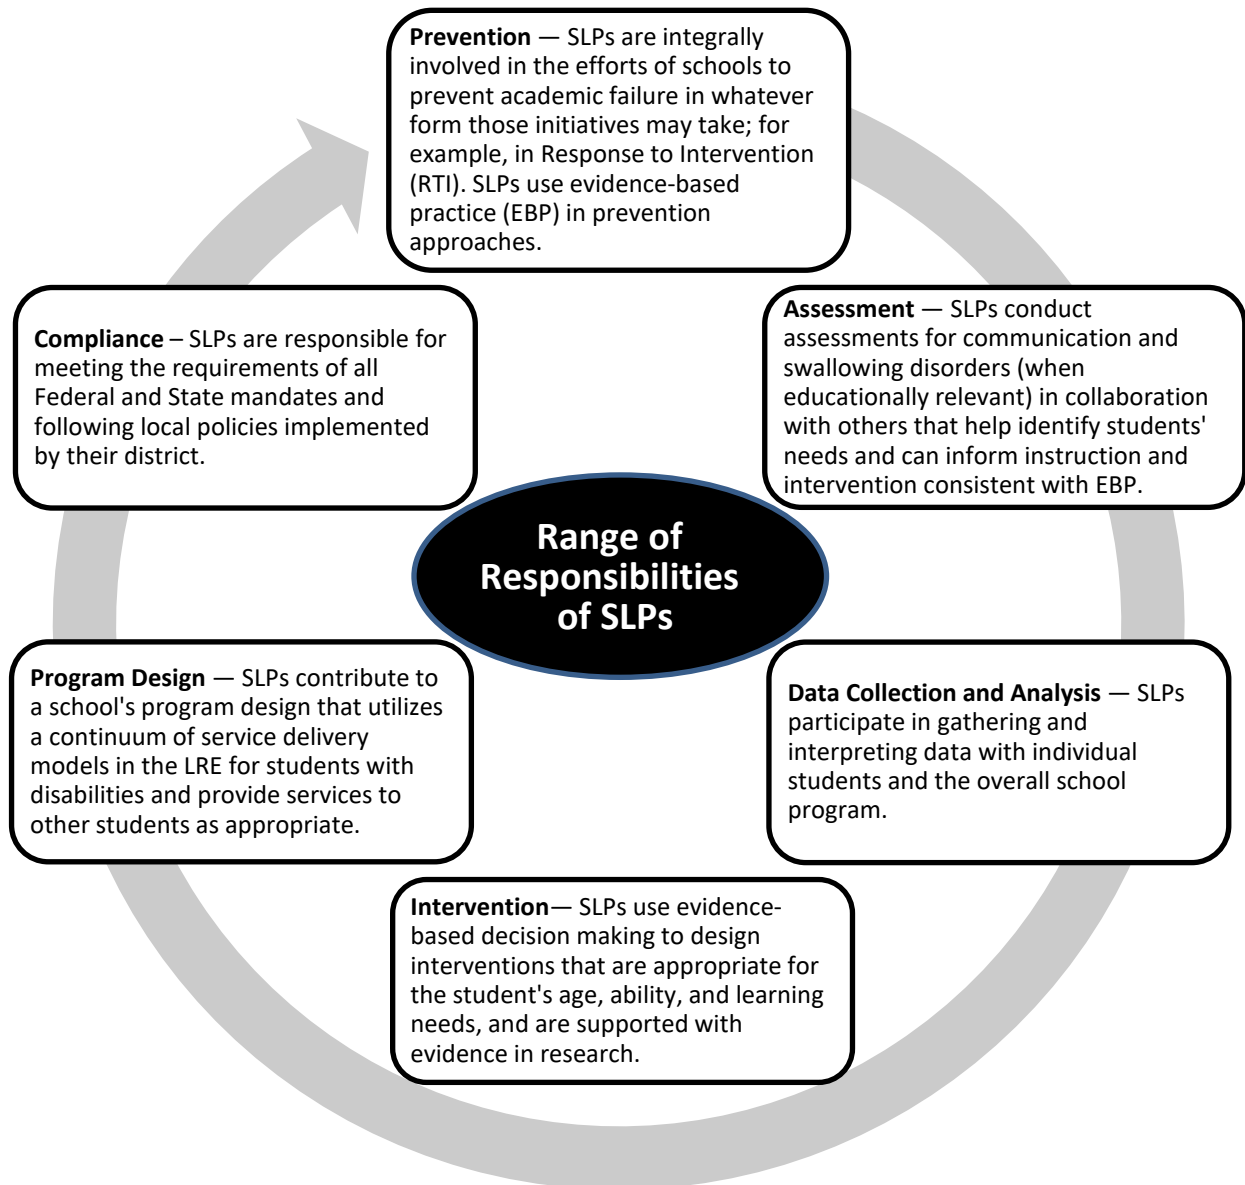 Prevention — SLPs are integrally
involved in the efforts of schools to
prevent academic failure in whatever
form those initiatives may take; for
example, in Response to Intervention
(RTI). SLPs use evidence-based
practice (EBP) in prevention
approaches.
Assessment — SLPs conduct
assessments for communication and
swallowing disorders (when
educationally relevant) in collaboration
with others that help identify students'
needs and can inform instruction and
intervention consistent with EBP.
Data Collection and Analysis — SLPs
participate in gathering and
interpreting data with individual
students and the overall school
program.
Intervention— SLPs use evidence-
based decision making to design
interventions that are appropriate for
the student's age, ability, and learning
needs, and are supported with
evidence in research.
Program Design — SLPs contribute to
a school's program design that utilizes
a continuum of service delivery
models in the LRE for students with
disabilities and provide services to
other students as appropriate.
Compliance – SLPs are responsible for
meeting the requirements of all
Federal and State mandates and
following local policies implemented
by their district.
Range of
Responsibilities
of SLPs